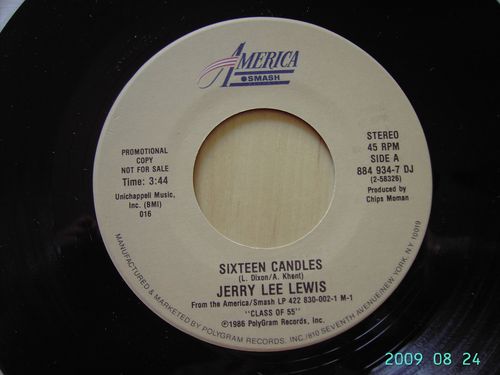 AMERICA
SMASH
PROMOTIONAL
COPY
NOT FOR SALE
Time: 3:44
Unichappell Music,
Inc. (BMI)
016
STEREO
45 RPM
SIDE A
884 934-7 DJ
(2-58326)
Produced by
Chips Moman
SIXTEEN CANDLES
(L. Dixon/A. Khent)
JERRY LEE LEWIS
From the America/Smash LP 422 830-002-1 M-1
"CLASS OF 55"
℗1986 PolyGram Records, Inc.
MANUFACTURED & MARKETED BY POLYGRAM RECORDS, INC./810 SEVENTH AVENUE/NEW YORK, N.Y. 10019
2009 08 24